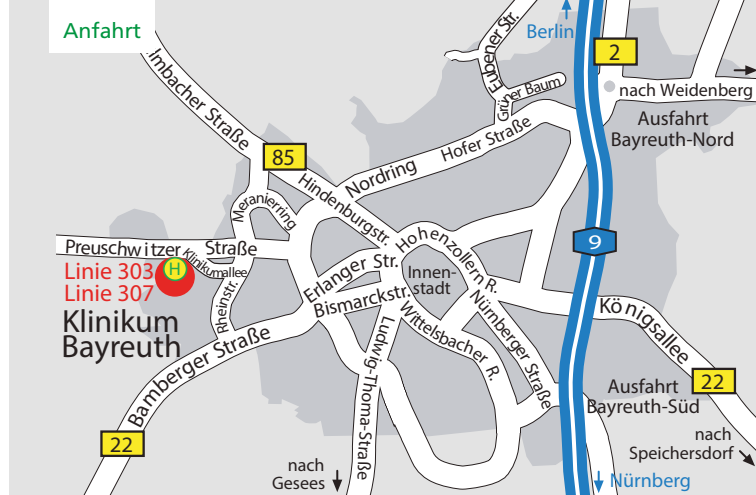 Anfahrt
Berlin
Eubener Str.
2
lmbacher Straße
Grüner Baum
nach Weidenberg
Ausfahrt
Bayreuth-Nord
Hofer Straße
85
Nordring
Hindenburgstr.
Meranierring
Preuschwitzer Straße
Klinikumallee
Hohenzollern R.
9
Linie 303
H
Linie 307
Erlanger Str.
Innen-
stadt
Rheinstr.
Bismarckstr.
Klinikum
Bayreuth
Königsallee
Nürnberger Straße
Wittelsbacher R.
Ludwig-Thoma-Straße
Bamberger Straße
22
Ausfahrt
Bayreuth-Süd
22
nach
Speichersdorf
nach
Gesees
Nürnberg